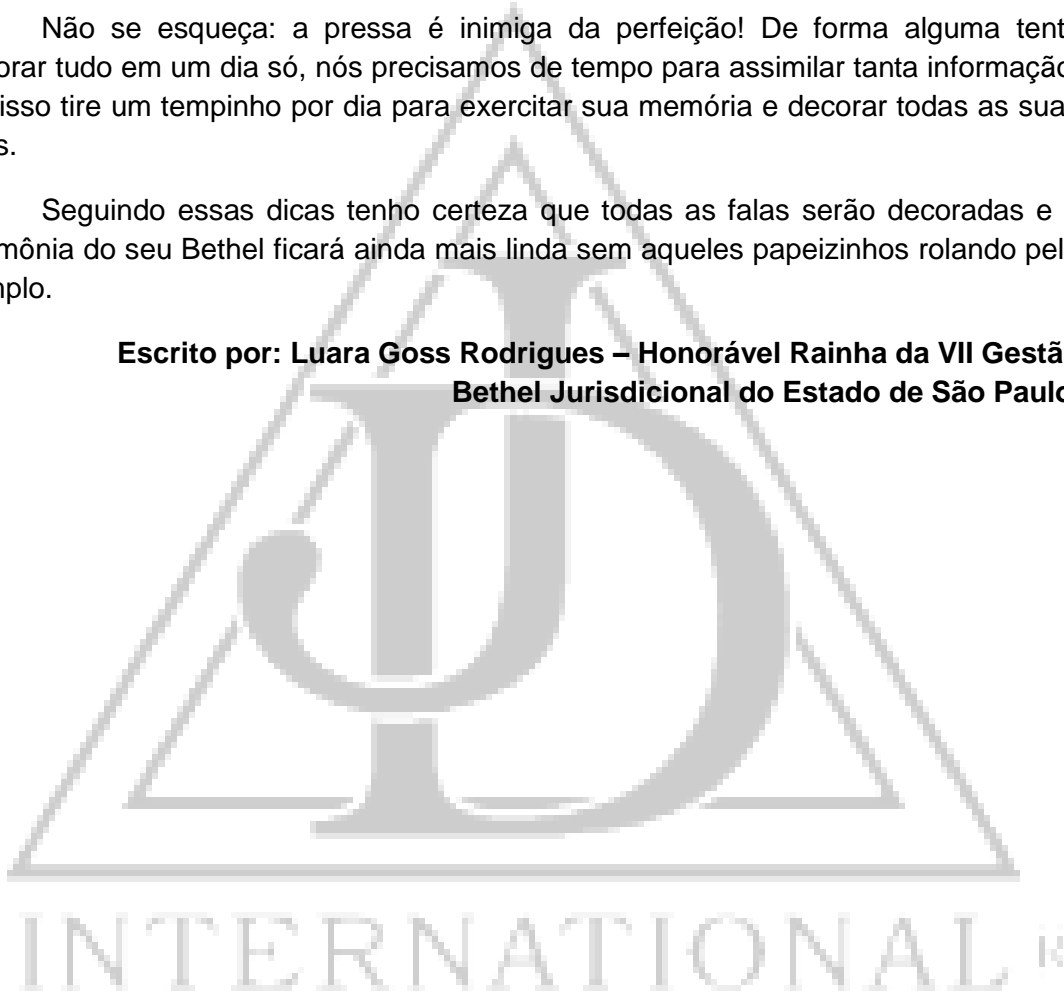 Não se esqueça: a pressa é inimiga da perfeição! De forma alguma tent
orar tudo em um dia só, nós precisamos de tempo para assimilar tanta informação
isso tire um tempinho por dia para exercitar sua memória e decorar todas as sua
s.
Seguindo essas dicas tenho certeza que todas as falas serão decoradas e
mônia do seu Bethel ficará ainda mais linda sem aqueles papeizinhos rolando pel
nplo.
Escrito por: Luara Goss Rodrigues – Honorável Rainha da VII Gestã
Bethel Jurisdicional do Estado de São Paulo
JD
INTERNATIONAL